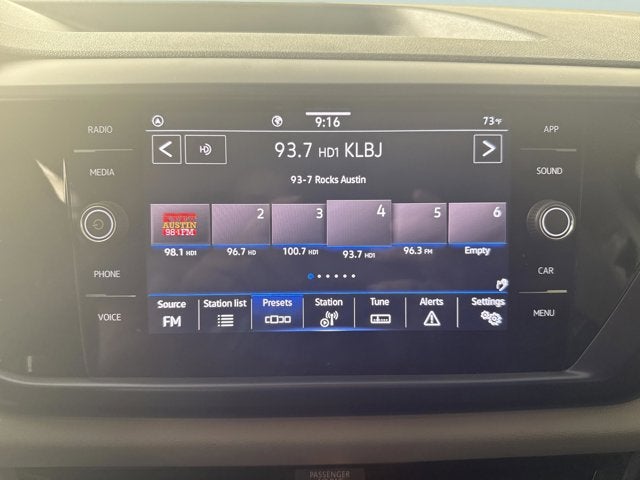 9:16
73°F
RADIO
MEDIA
PHONE
VOICE
93.7 HD1 KLBJ
93-7 Rocks Austin
AUSTIN
98.1 FM
2
3
4
5
6
98.1 HD1
96.7 HD
100.7 HD1
93.7 HD1
96.3 FM
Empty
Source
FM
Station list
Presets
Station
Tune
Alerts
Settings
APP
SOUND
CAR
MENU
PASSENGER